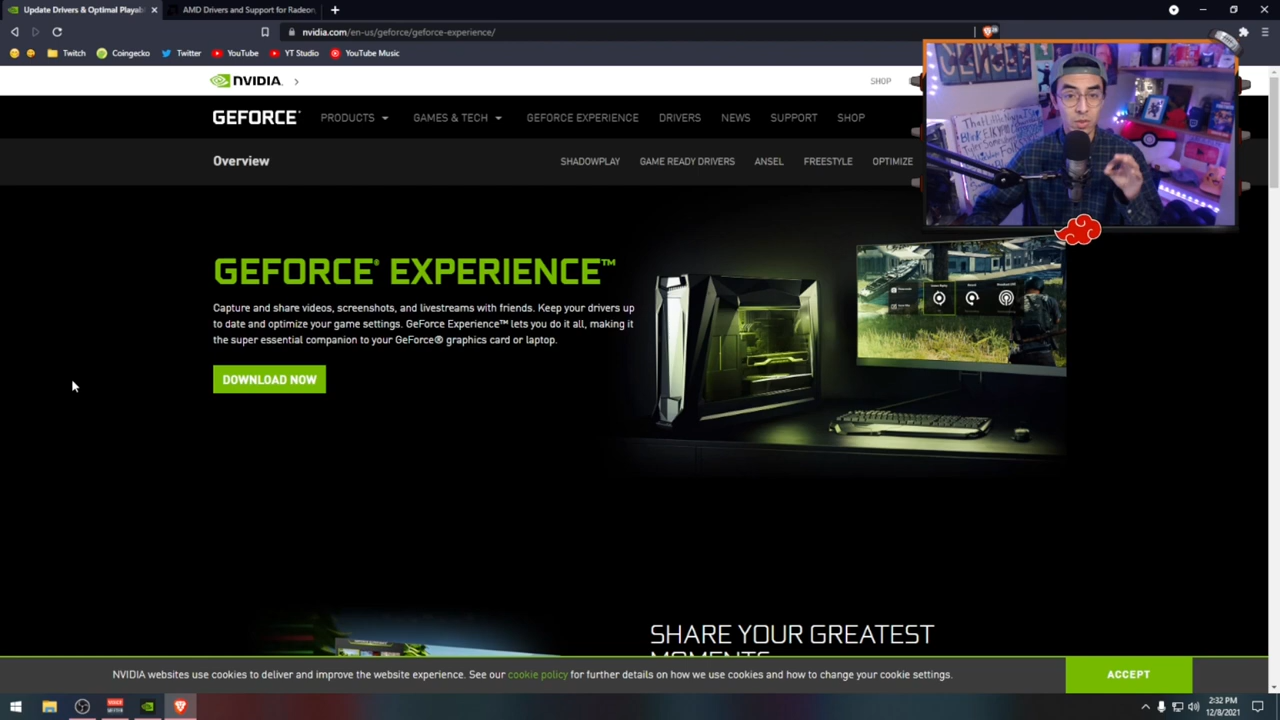 Update Drivers & Optimal Playab
AMD Drivers and Support for Radeon
nvidia.com/en-us/geforce/geforce-experience/
Twitch
Coingecko
Twitter
YouTube
YT Studio
YouTube Music
NVIDIA.
SHOP
GEFORCE
PRODUCTS
GAMES & TECH
GEFORCE EXPERIENCE
DRIVERS
NEWS
SUPPORT
SHOP
Overview
SHADOWPLAY
GAME READY DRIVERS
ANSEL
FREESTYLE
OPTIMIZE
GEFORCE® EXPERIENCE™
Capture and share videos, screenshots, and livestreams with friends. Keep your drivers up
to date and optimize your game settings. GeForce Experience™ lets you do it all, making it
the super essential companion to your GeForce® graphics card or laptop.
DOWNLOAD NOW
SHARE YOUR GREATEST
MOMENTS
NVIDIA websites use cookies to deliver and improve the website experience. See our cookie policy for further details on how we use cookies and how to change your cookie settings.
ACCEPT
2:32 PM
12/8/2021